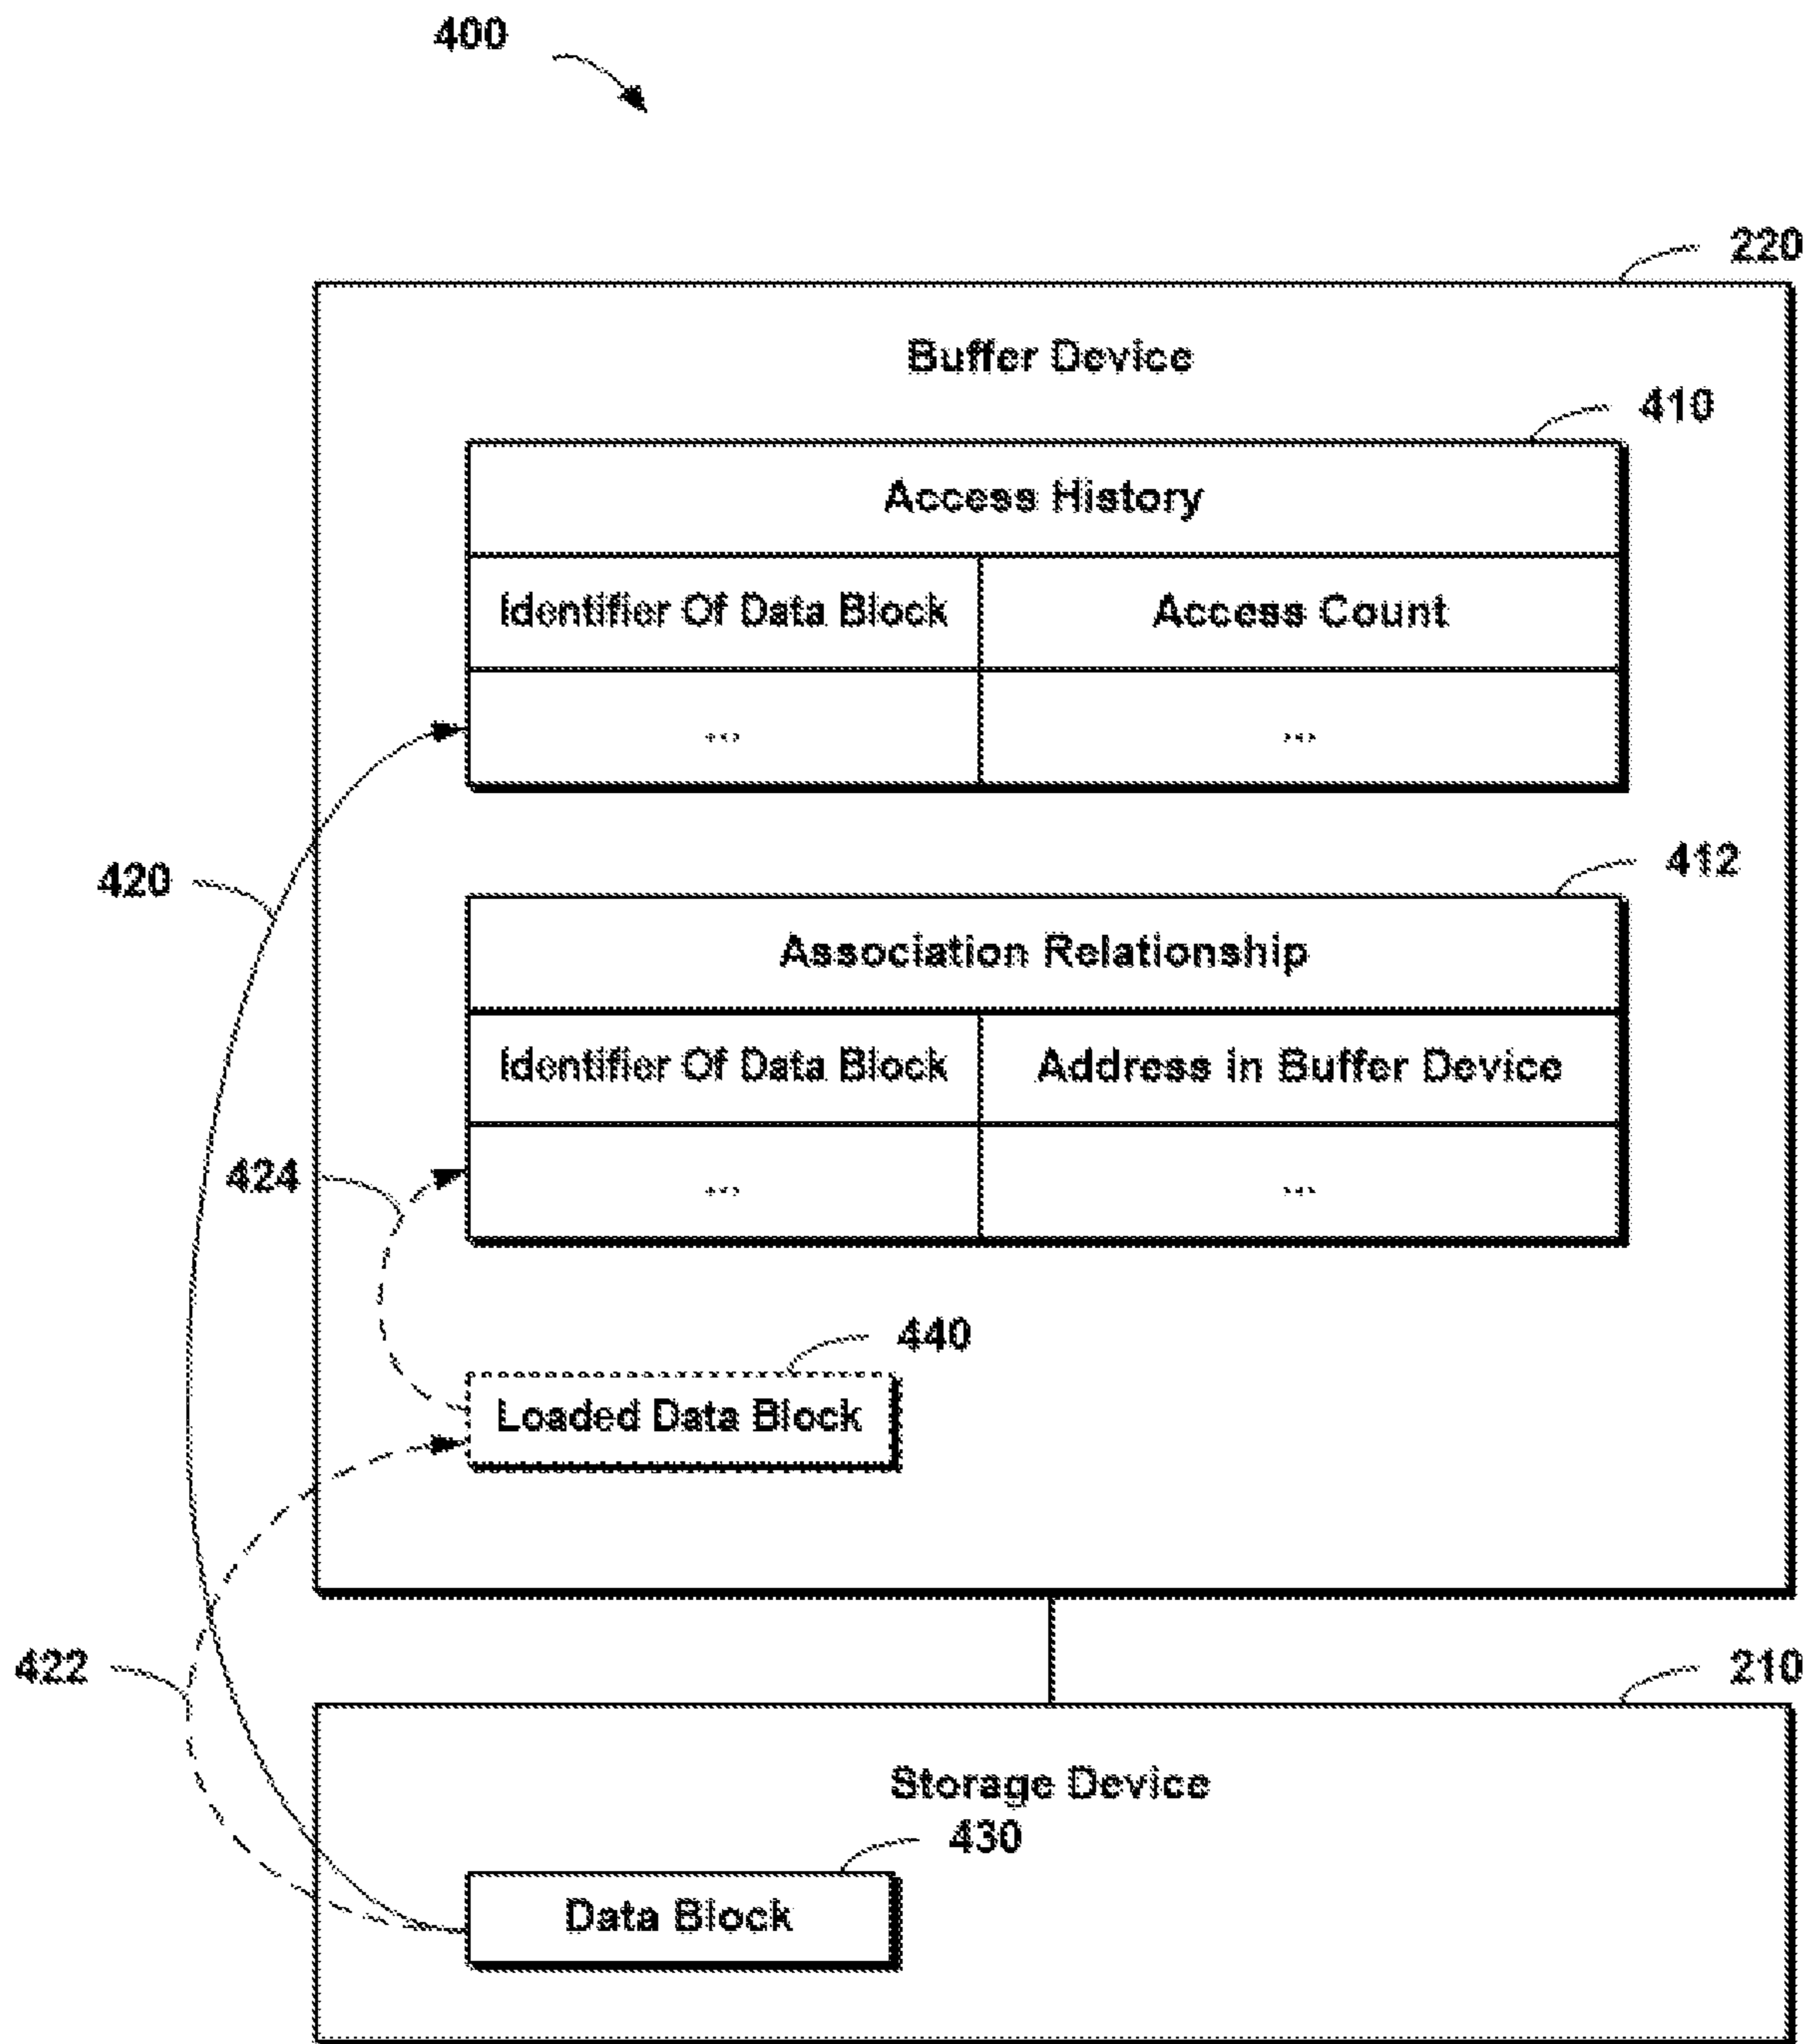 400
220
Buffer Device
410
Access History
Identifier Of Data Block Access Count
... ...
420
412
Association Relationship
Identifier Of Data Block Address in Buffer Device
424
... ...
440
Loaded Data Block
422
210
Storage Device
430
Data Block